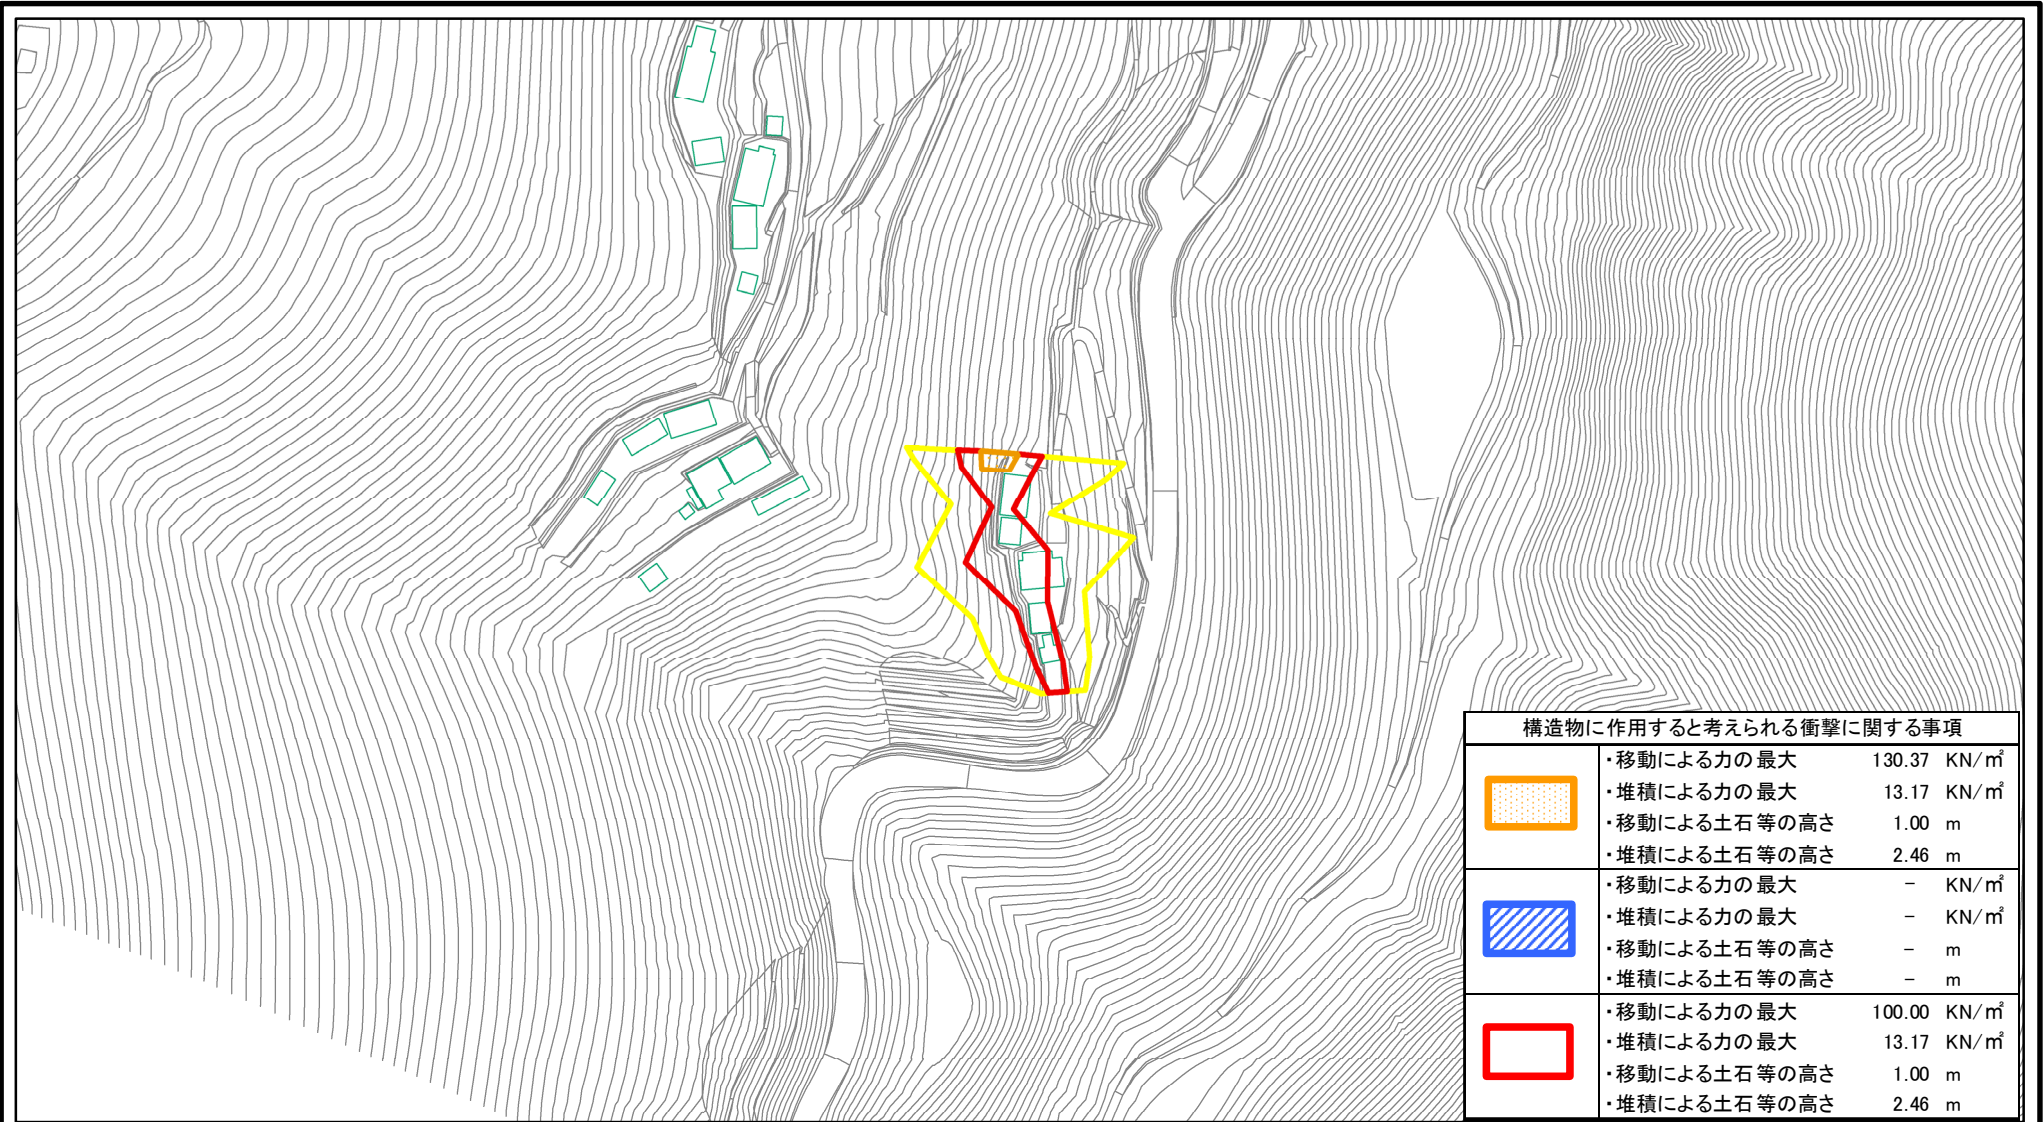 構造物に作用すると考えられる衝撃に関する事項
・移動による力の最大 130.37 KN/㎡
・堆積による力の最大 13.17 KN/㎡
・移動による土石等の高さ 1.00 m
・堆積による土石等の高さ 2.46 m
・移動による力の最大 − KN/㎡
・堆積による力の最大 − KN/㎡
・移動による土石等の高さ − m
・堆積による土石等の高さ − m
・移動による力の最大 100.00 KN/㎡
・堆積による力の最大 13.17 KN/㎡
・移動による土石等の高さ 1.00 m
・堆積による土石等の高さ 2.46 m